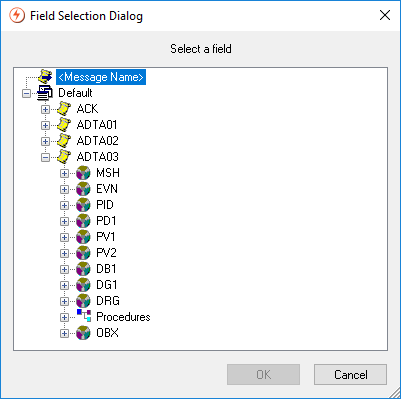 Field Selection Dialog
Select a field
<Message Name>
Default
ACK
ADTA01
ADTA02
ADTA03
MSH
EVN
PID
PD1
PV1
PV2
DB1
DG1
DRG
Procedures
OBX
OK
Cancel